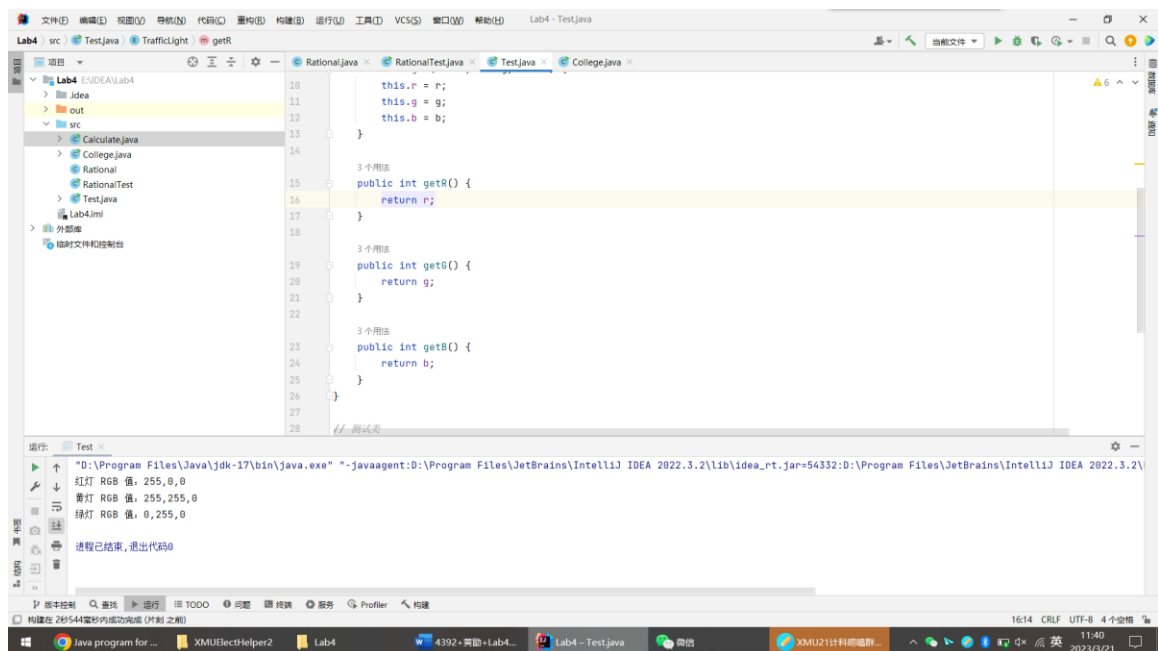 文件(F) 编辑(E) 视图(V) 导航(N) 代码(C) 重构(R) 构建(B) 运行(U) 工具(T) VCS(S) 窗口(W) 帮助(H) Lab4 - Test.java
Lab4 src Test.java TrafficLight getR
当前文件
项目
Rational.java RationalTest.java Test.java College.java
Lab4 E:\IDEA\Lab4
.idea
out
src
Calculate.java
College.java
Rational
RationalTest
Test.java
Lab4.iml
外部库
临时文件和控制台
6
数据库
通知
10 this.r = r;
11 this.g = g;
12 this.b = b;
13 }
14
3 个用法
15 public int getR() {
16 return r;
17 }
18
3 个用法
19 public int getG() {
20 return g;
21 }
22
3 个用法
23 public int getB() {
24 return b;
25 }
26 }
27
28 // 测试类
运行: Test
"D:\Program Files\Java\jdk-17\bin\java.exe" "-javaagent:D:\Program Files\JetBrains\IntelliJ IDEA 2022.3.2\lib\idea_rt.jar=54332:D:\Program Files\JetBrains\IntelliJ IDEA 2022.3.2\
红灯 RGB 值: 255,0,0
黄灯 RGB 值: 255,255,0
绿灯 RGB 值: 0,255,0
进程已结束,退出代码0
书签
结构
版本控制 查找 运行 TODO 问题 终端 服务 Profiler 构建
构建在 2秒544毫秒内成功完成 (片刻 之前)
16:14 CRLF UTF-8 4 个空格
Java program for ... XMUElectHelper2 Lab4 4392+黄勖+Lab4... Lab4 – Test.java 微信
英 11:40
2023/3/21